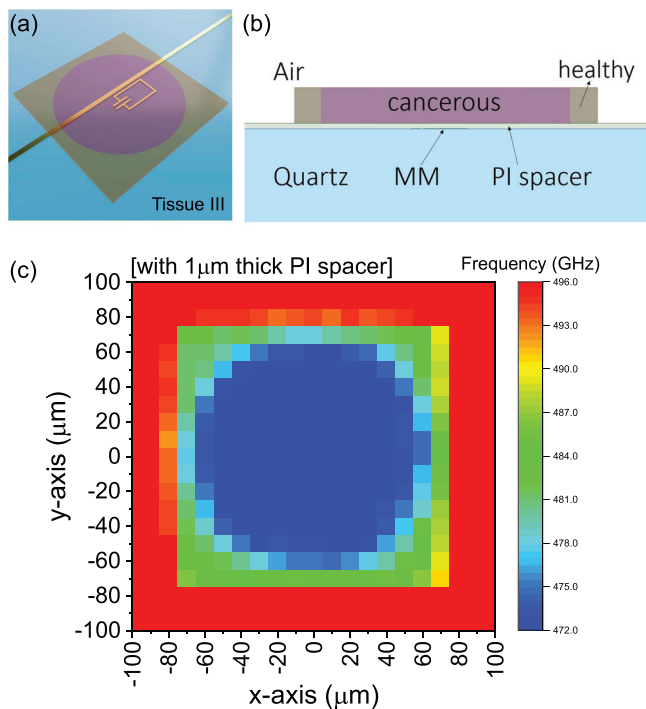 (a)
Tissue III
(b)
Air
healthy
cancerous
Quartz
MM
PI spacer
(c)
[with 1μm thick PI spacer]
Frequency (GHz)
100
80
60
40
20
0
-20
-40
-60
-80
-100
y-axis (μm)
-100
-80
-60
-40
-20
0
20
40
60
80
100
x-axis (μm)
496.0
493.0
490.0
487.0
484.0
481.0
478.0
475.0
472.0